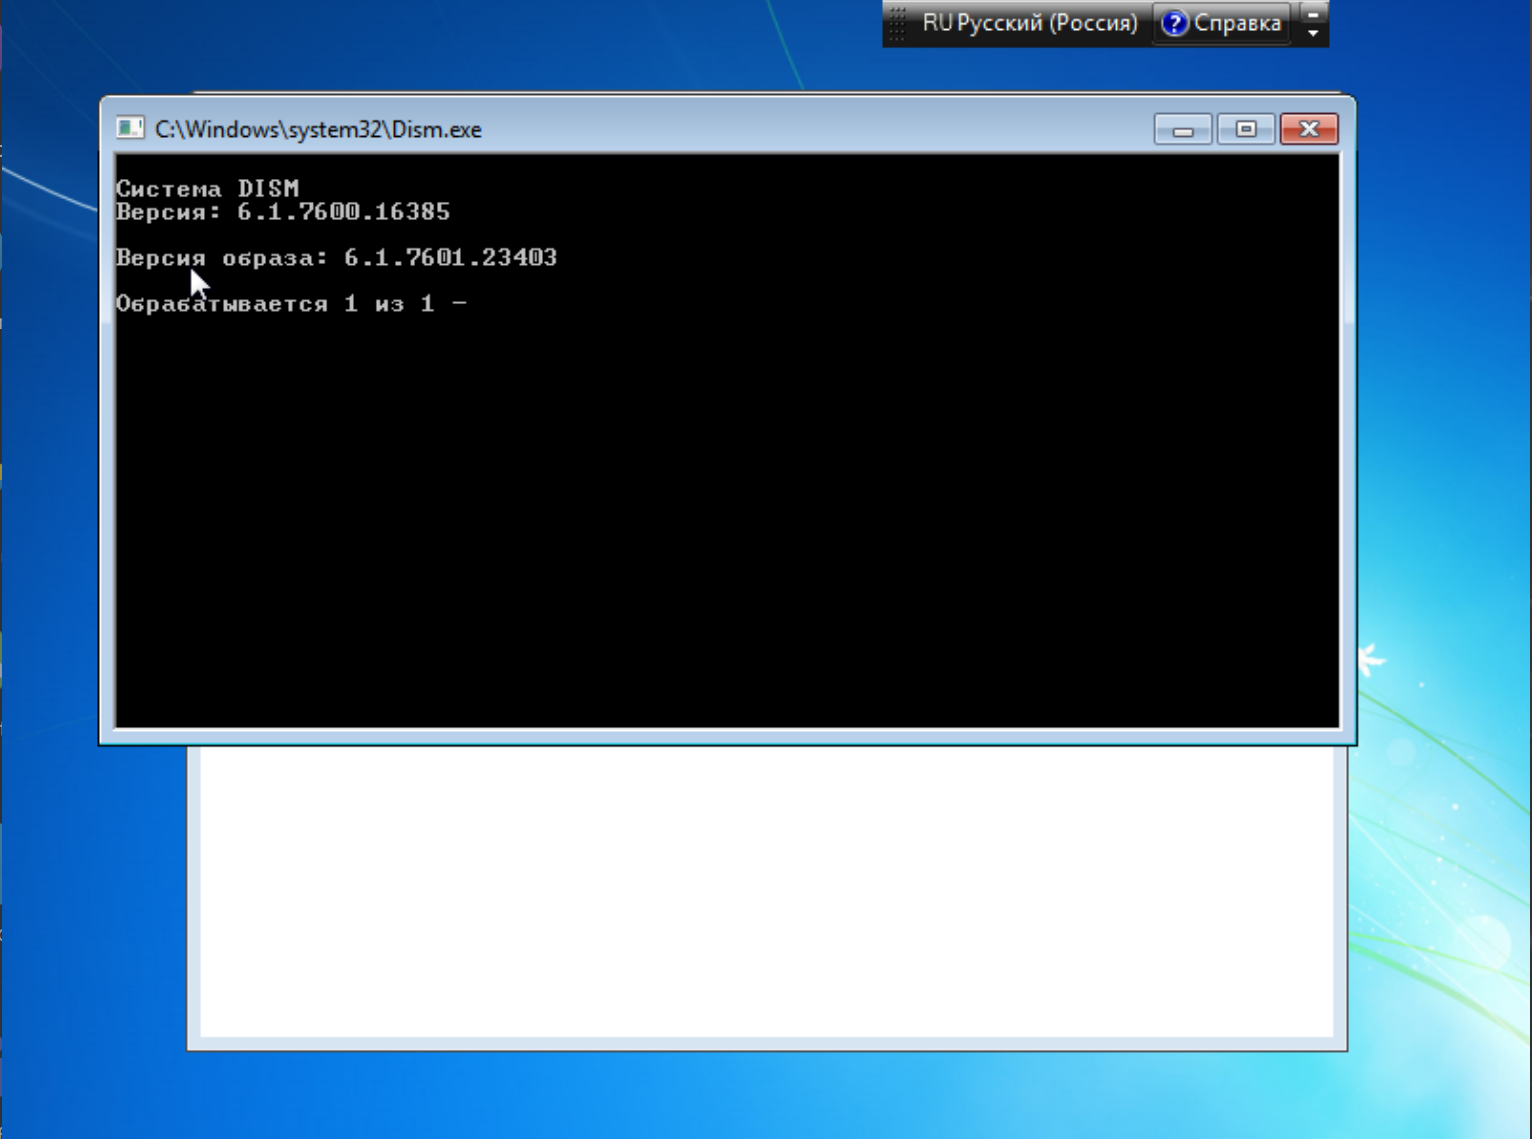 RU Русский (Россия) Справка
C:\Windows\system32\Dism.exe
Cистема DISM
Версия: 6.1.7600.16385
Версия образа: 6.1.7601.23403
Обрабатывается 1 из 1 –